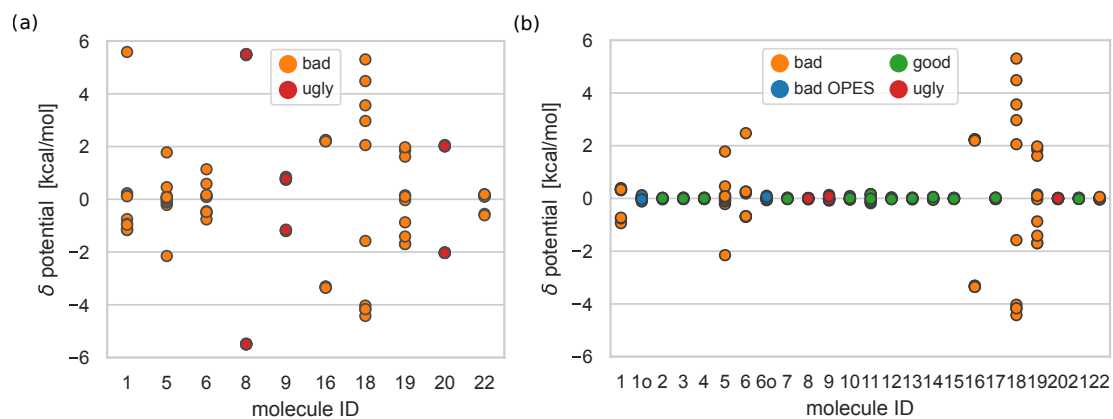 (a)
δ potential [kcal/mol]
6
4
2
0
−2
−4
−6
bad
ugly
1 5 6 8 9 16 18 19 20 22
molecule ID
(b)
δ potential [kcal/mol]
6
4
2
0
−2
−4
−6
bad
bad OPES
good
ugly
1 1o 2 3 4 5 6 6o 7 8 9 10 11 12 13 14 15 16 17 18 19 20 21 22
molecule ID